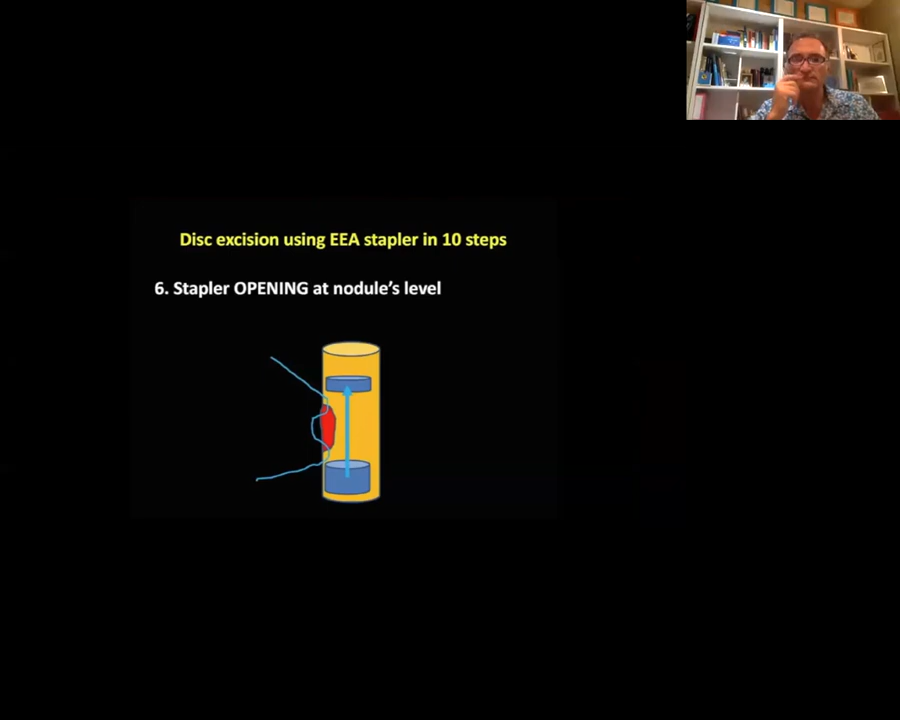 Disc excision using EEA stapler in 10 steps
6. Stapler OPENING at nodule's level